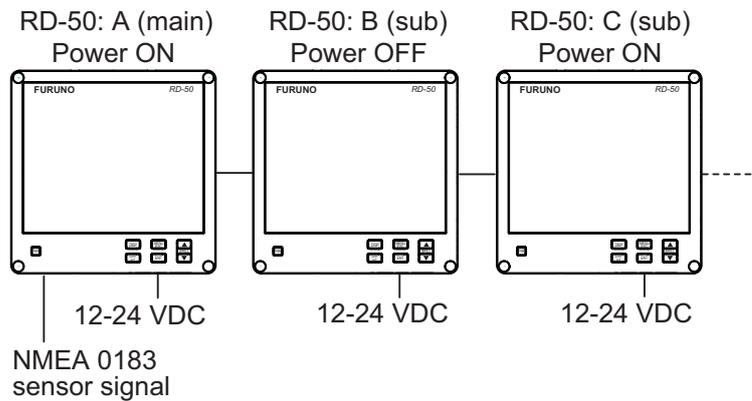 RD-50: A (main)
Power ON
RD-50: B (sub)
Power OFF
RD-50: C (sub)
Power ON
FURUNO RD-50
FURUNO RD-50
FURUNO RD-50
12-24 VDC
12-24 VDC
12-24 VDC
NMEA 0183
sensor signal